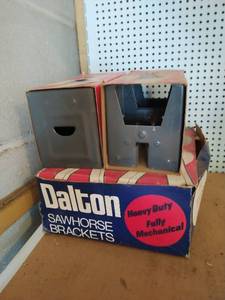 Dalton
SAWHORSE
BRACKETS
Heavy Duty
Fully
Mechanical